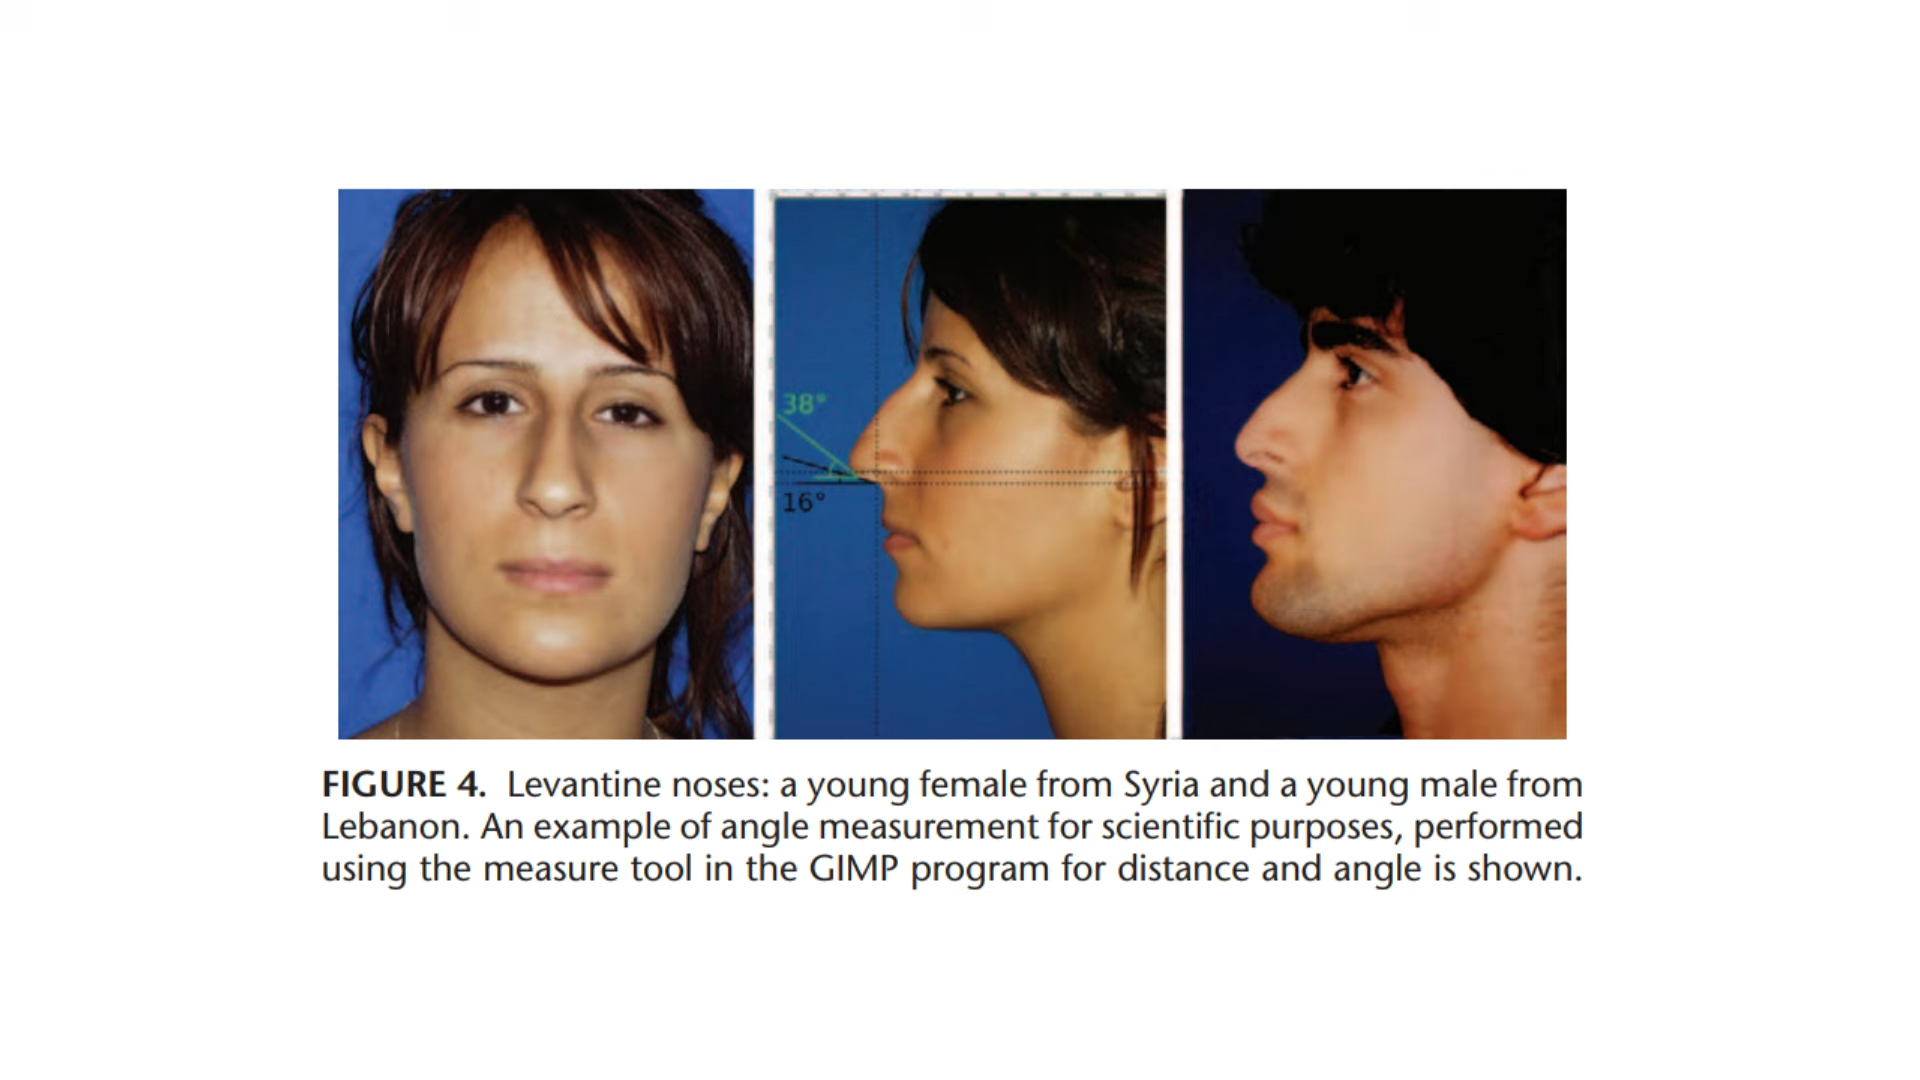 38°
16°
FIGURE 4. Levantine noses: a young female from Syria and a young male from
Lebanon. An example of angle measurement for scientific purposes, performed
using the measure tool in the GIMP program for distance and angle is shown.